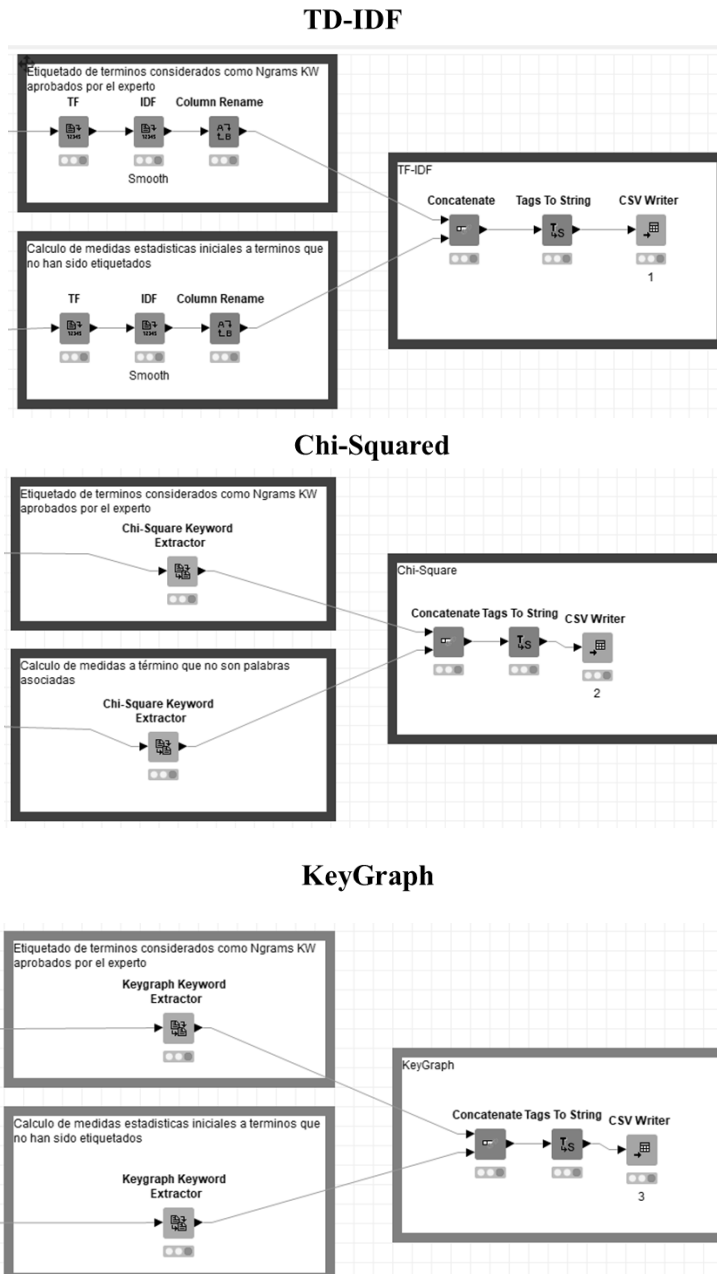 TD-IDF
Etiquetado de terminos considerados como Ngrams KW
aprobados por el experto
TF IDF Column Rename
Smooth
TF-IDF
Concatenate Tags To String CSV Writer
1
Calculo de medidas estadisticas iniciales a terminos que
no han sido etiquetados
TF IDF Column Rename
Smooth
Chi-Squared
Etiquetado de terminos considerados como Ngrams KW
aprobados por el experto
Chi-Square Keyword
Extractor
Chi-Square
Concatenate Tags To String CSV Writer
2
Calculo de medidas a término que no son palabras
asociadas
Chi-Square Keyword
Extractor
KeyGraph
Etiquetado de terminos considerados como Ngrams KW
aprobados por el experto
Keygraph Keyword
Extractor
KeyGraph
Concatenate Tags To String CSV Writer
3
Calculo de medidas estadisticas iniciales a terminos que
no han sido etiquetados
Keygraph Keyword
Extractor